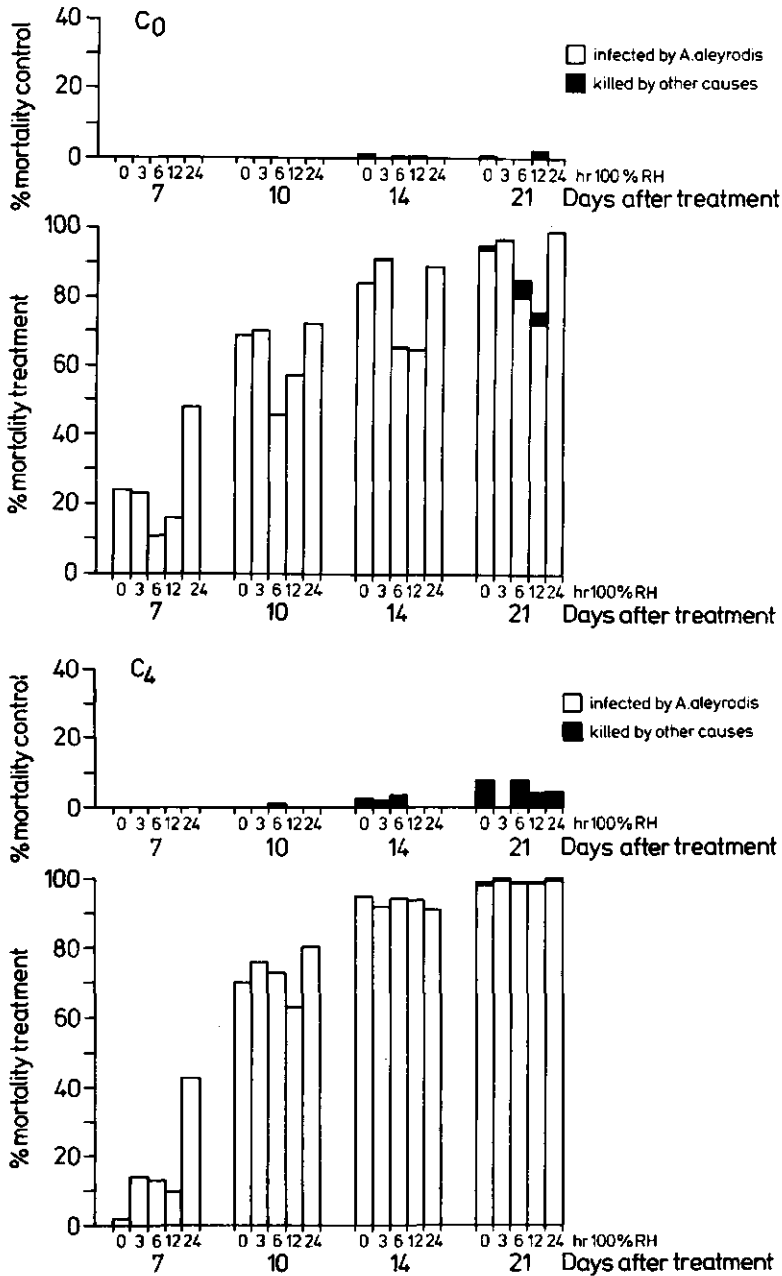 C0
% mortality control
40
20
0
infected by A.aleyrodis
killed by other causes
0 3 6 12 24 0 3 6 12 24 0 3 6 12 24 0 3 6 12 24 hr 100 % RH
7 10 14 21 Days after treatment
% mortality treatment
100
80
60
40
20
0
0 3 6 12 24 0 3 6 12 24 0 3 6 12 24 0 3 6 12 24 hr 100% RH
7 10 14 21 Days after treatment
C4
% mortality control
40
20
0
infected by A.aleyrodis
killed by other causes
0 3 6 12 24 0 3 6 12 24 0 3 6 12 24 0 3 6 12 24 hr 100% RH
7 10 14 21 Days after treatment
% mortality treatment
100
80
60
40
20
0
0 3 6 12 24 0 3 6 12 24 0 3 6 12 24 0 3 6 12 24 hr 100% RH
7 10 14 21 Days after treatment